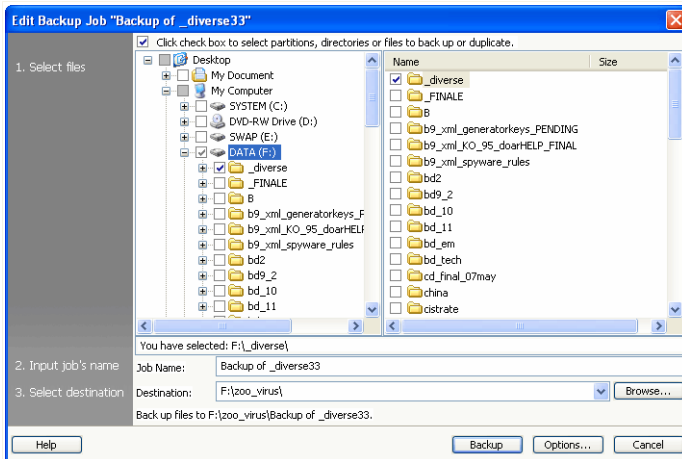 Edit Backup Job "Backup of _diverse33"
Click check box to select partitions, directories or files to back up or duplicate.
1. Select files
Desktop
My Document
My Computer
SYSTEM (C:)
DVD-RW Drive (D:)
SWAP (E:)
DATA (F:)
_diverse
_FINALE
B
b9_xml_generatorkeys_F
b9_xml_KO_95_doarHELF
b9_xml_spyware_rules
bd2
bd9_2
bd_10
bd_11
Name Size
_diverse
_FINALE
B
b9_xml_generatorkeys_PENDING
b9_xml_KO_95_doarHELP_FINAL
b9_xml_spyware_rules
bd2
bd9_2
bd_10
bd_11
bd_em
bd_tech
cd_final_07may
china
cistrate
You have selected: F:\_diverse\
2. Input job's name
Job Name: Backup of _diverse33
3. Select destination
Destination: F:\zoo_virus\ Browse...
Back up files to F:\zoo_virus\Backup of _diverse33.
Help Backup Options... Cancel